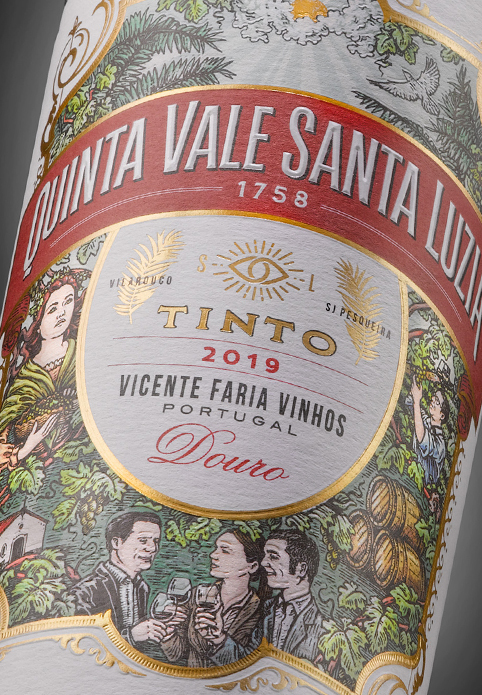 QUINTA VALE SANTA LUZIA
1758
VILAROUCO
S L
SJ PESQUEIRA
TINTO
2019
VICENTE FARIA VINHOS
PORTUGAL
Douro